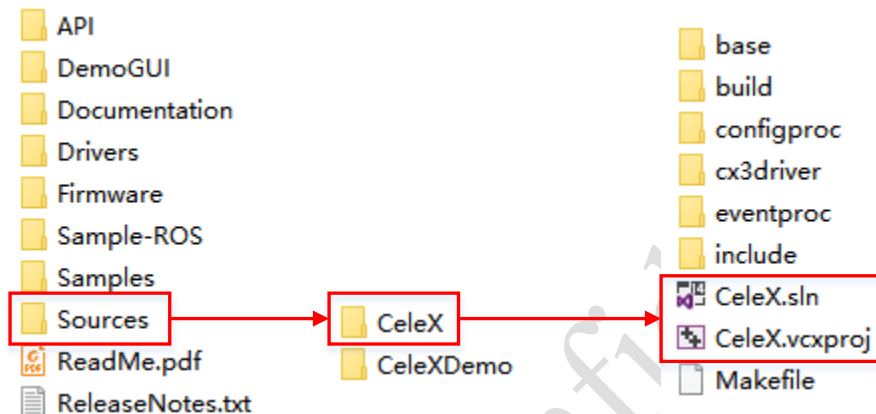 API
DemoGUI
Documentation
Drivers
Firmware
Sample-ROS
Samples
Sources
ReadMe.pdf
ReleaseNotes.txt
CeleX
CeleXDemo
base
build
configproc
cx3driver
eventproc
include
CeleX.sln
CeleX.vcxproj
Makefile